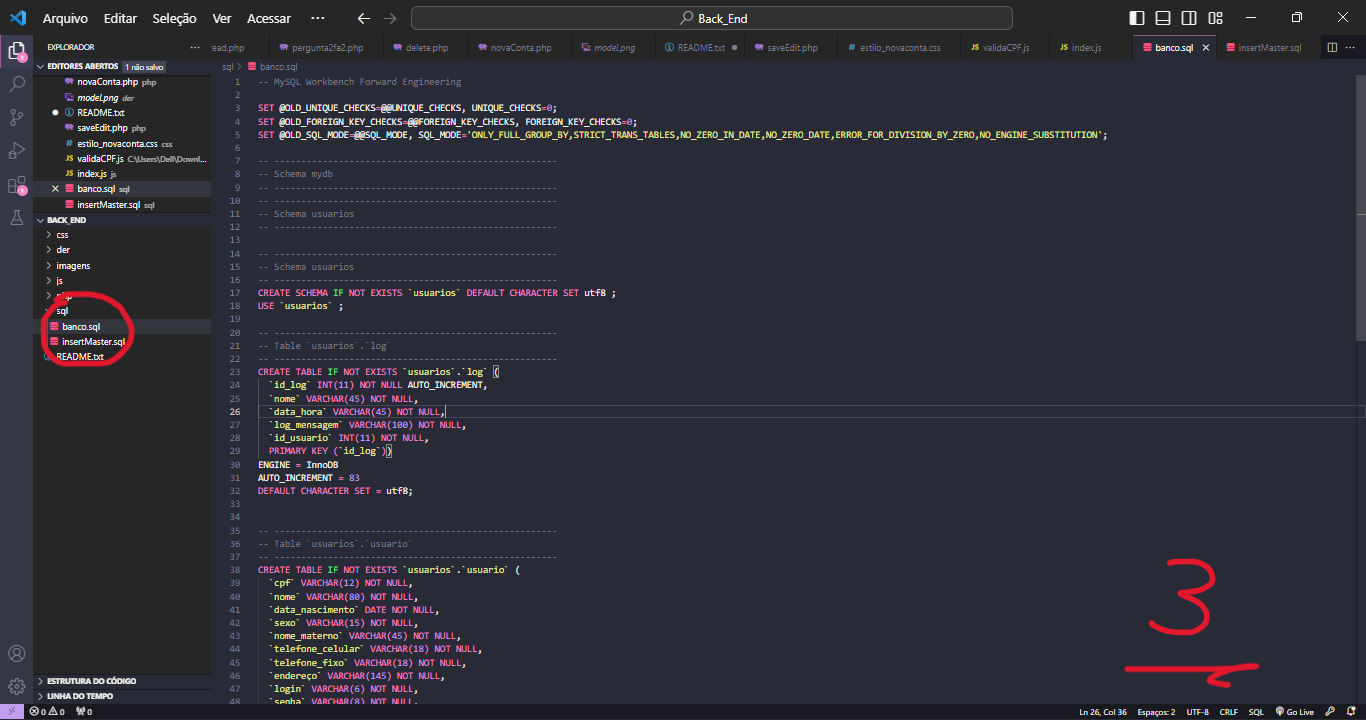 Arquivo Editar Seleção Ver Acessar ··· Back_End
EXPLORADOR ···
read.php pergunta2fa2.php delete.php novaConta.php model.png README.txt saveEdit.php estilo_novaconta.css validaCPF.js index.js banco.sql insertMaster.sql ···
EDITORES ABERTOS 1 não salvo
novaConta.php php
model.png der
README.txt
saveEdit.php php
estilo_novaconta.css css
validaCPF.js C:\Users\Dell\Downl...
index.js js
banco.sql sql
insertMaster.sql sql
BACK_END
css
der
imagens
js
php
sql
banco.sql
insertMaster.sql
README.txt
ESTRUTURA DO CÓDIGO
LINHA DO TEMPO
sql > banco.sql
1 -- MySQL Workbench Forward Engineering
2
3 SET @OLD_UNIQUE_CHECKS=@@UNIQUE_CHECKS, UNIQUE_CHECKS=0;
4 SET @OLD_FOREIGN_KEY_CHECKS=@@FOREIGN_KEY_CHECKS, FOREIGN_KEY_CHECKS=0;
5 SET @OLD_SQL_MODE=@@SQL_MODE, SQL_MODE='ONLY_FULL_GROUP_BY,STRICT_TRANS_TABLES,NO_ZERO_IN_DATE,NO_ZERO_DATE,ERROR_FOR_DIVISION_BY_ZERO,NO_ENGINE_SUBSTITUTION';
6
7 -- -----------------------------------------------------
8 -- Schema mydb
9 -- -----------------------------------------------------
10 -- -----------------------------------------------------
11 -- Schema usuarios
12 -- -----------------------------------------------------
13
14 -- -----------------------------------------------------
15 -- Schema usuarios
16 -- -----------------------------------------------------
17 CREATE SCHEMA IF NOT EXISTS `usuarios` DEFAULT CHARACTER SET utf8 ;
18 USE `usuarios` ;
19
20 -- -----------------------------------------------------
21 -- Table `usuarios`.`log`
22 -- -----------------------------------------------------
23 CREATE TABLE IF NOT EXISTS `usuarios`.`log` (
24 `id_log` INT(11) NOT NULL AUTO_INCREMENT,
25 `nome` VARCHAR(45) NOT NULL,
26 `data_hora` VARCHAR(45) NOT NULL,
27 `log_mensagem` VARCHAR(100) NOT NULL,
28 `id_usuario` INT(11) NOT NULL,
29 PRIMARY KEY (`id_log`))
30 ENGINE = InnoDB
31 AUTO_INCREMENT = 83
32 DEFAULT CHARACTER SET = utf8;
33
34
35 -- -----------------------------------------------------
36 -- Table `usuarios`.`usuario`
37 -- -----------------------------------------------------
38 CREATE TABLE IF NOT EXISTS `usuarios`.`usuario` (
39 `cpf` VARCHAR(12) NOT NULL,
40 `nome` VARCHAR(80) NOT NULL,
41 `data_nascimento` DATE NOT NULL,
42 `sexo` VARCHAR(15) NOT NULL,
43 `nome_materno` VARCHAR(45) NOT NULL,
44 `telefone_celular` VARCHAR(18) NOT NULL,
45 `telefone_fixo` VARCHAR(18) NOT NULL,
46 `endereço` VARCHAR(145) NOT NULL,
47 `login` VARCHAR(6) NOT NULL,
48 `senha` VARCHAR(8) NOT NULL,
3
0 0 0 Ln 26, Col 36 Espaços: 2 UTF-8 CRLF SQL Go Live